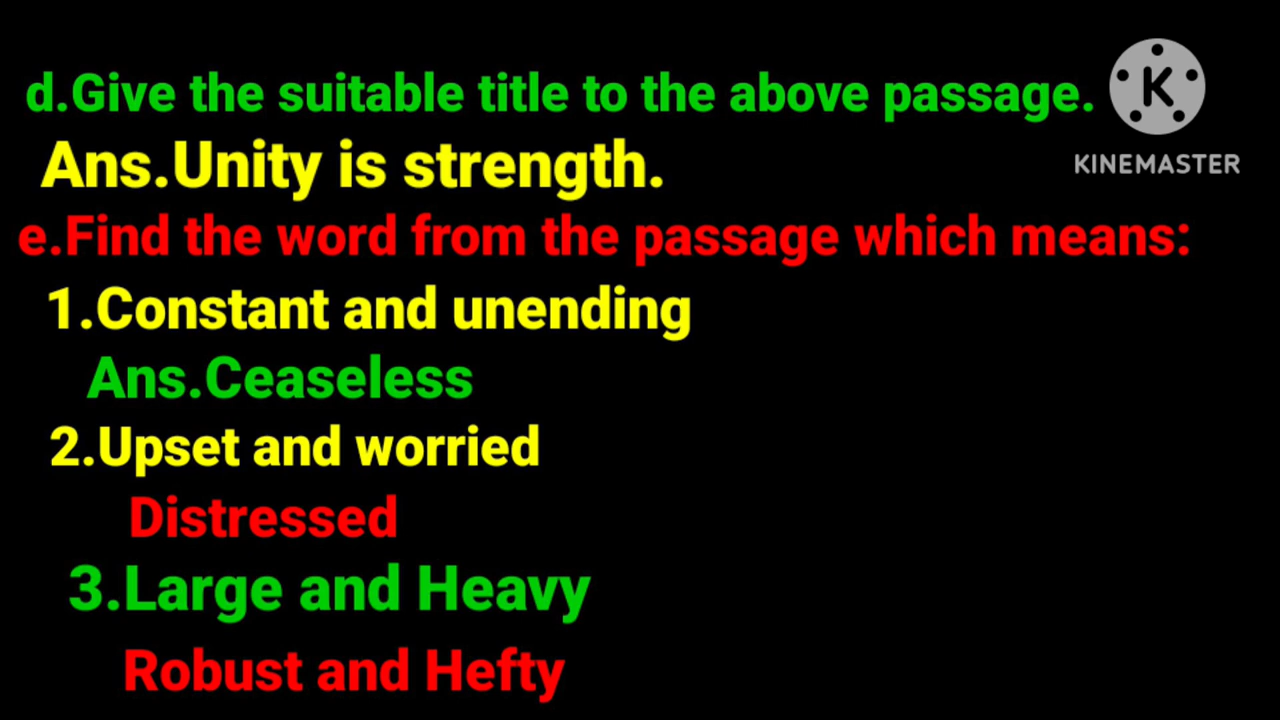 d.Give the suitable title to the above passage.
KINEMASTER
Ans.Unity is strength.
e.Find the word from the passage which means:
1.Constant and unending
Ans.Ceaseless
2.Upset and worried
Distressed
3.Large and Heavy
Robust and Hefty